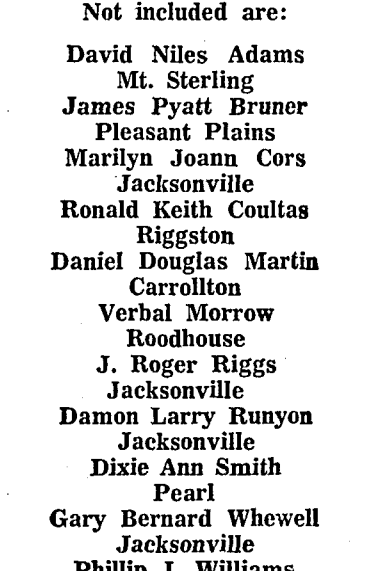 Not included are:
David Niles Adams
Mt. Sterling
James Pyatt Bruner
Pleasant Plains
Marilyn Joann Cors
Jacksonville
Ronald Keith Coultas
Riggston
Daniel Douglas Martin
Carrollton
Verbal Morrow
Roodhouse
J. Roger Riggs
Jacksonville
Damon Larry Runyon
Jacksonville
Dixie Ann Smith
Pearl
Gary Bernard Whewell
Jacksonville
Phillip L. Williams